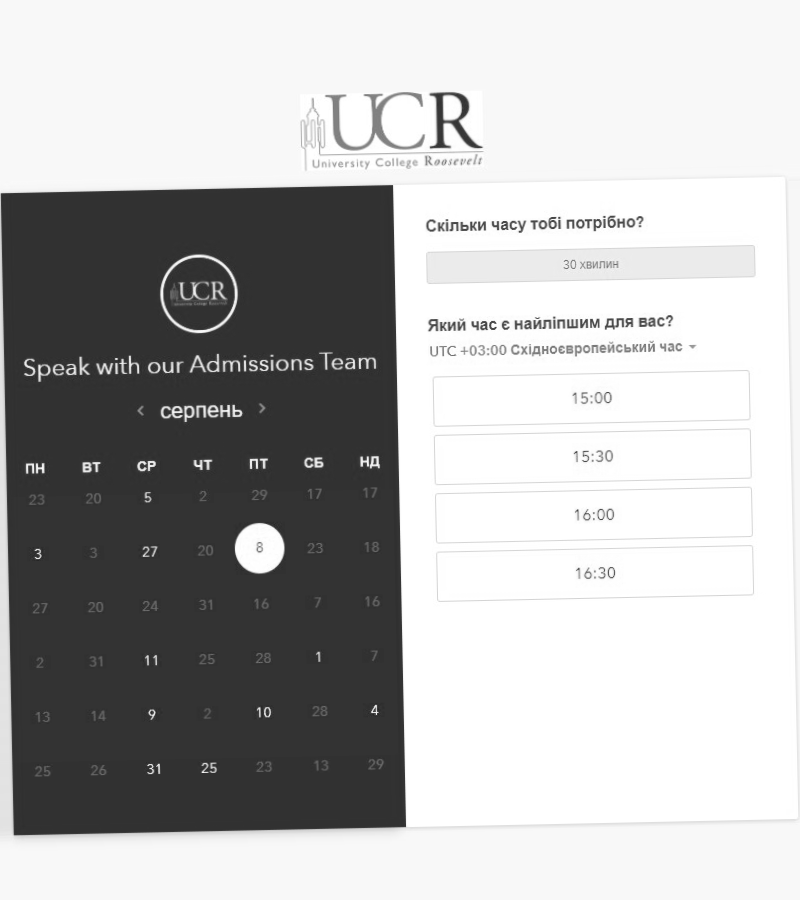 UCR
University College Roosevelt
UCR
Speak with our Admissions Team
серпень
ПН ВТ СР ЧТ ПТ СБ НД
23 20 5 2 29 17 17
3 3 27 20 8 23 18
27 20 24 31 16 7 16
2 31 11 25 28 1 7
13 14 9 2 10 28 4
25 26 31 25 23 13 29
Скільки часу тобі потрібно?
30 хвилин
Який час є найліпшим для вас?
UTC +03:00 Східноєвропейський час
15:00
15:30
16:00
16:30